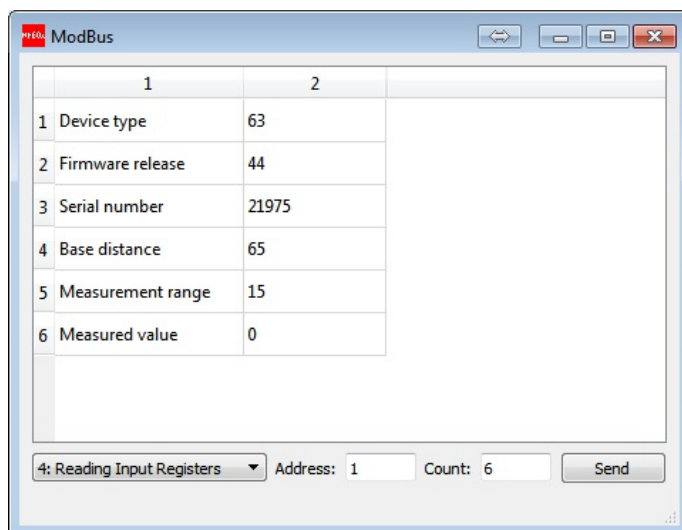 ModBus
1 2
1 Device type 63
2 Firmware release 44
3 Serial number 21975
4 Base distance 65
5 Measurement range 15
6 Measured value 0
4: Reading Input Registers Address: 1 Count: 6 Send